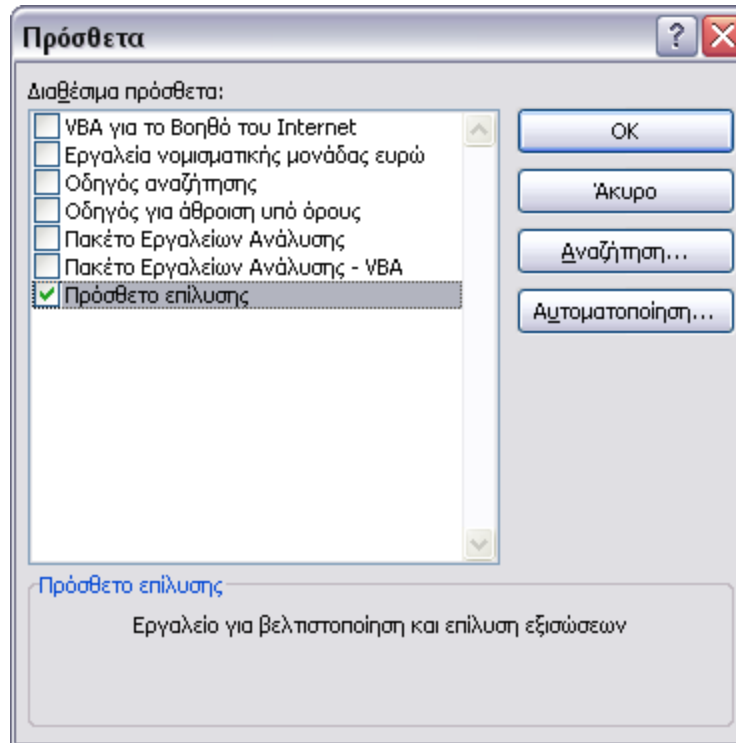 Πρόσθετα
Διαθέσιμα πρόσθετα:
VBA για το Βοηθό του Internet
Εργαλεία νομισματικής μονάδας ευρώ
Οδηγός αναζήτησης
Οδηγός για άθροιση υπό όρους
Πακέτο Εργαλείων Ανάλυσης
Πακέτο Εργαλείων Ανάλυσης - VBA
Πρόσθετο επίλυσης
OK
Άκυρο
Αναζήτηση...
Αυτοματοποίηση...
Πρόσθετο επίλυσης
Εργαλείο για βελτιστοποίηση και επίλυση εξισώσεων